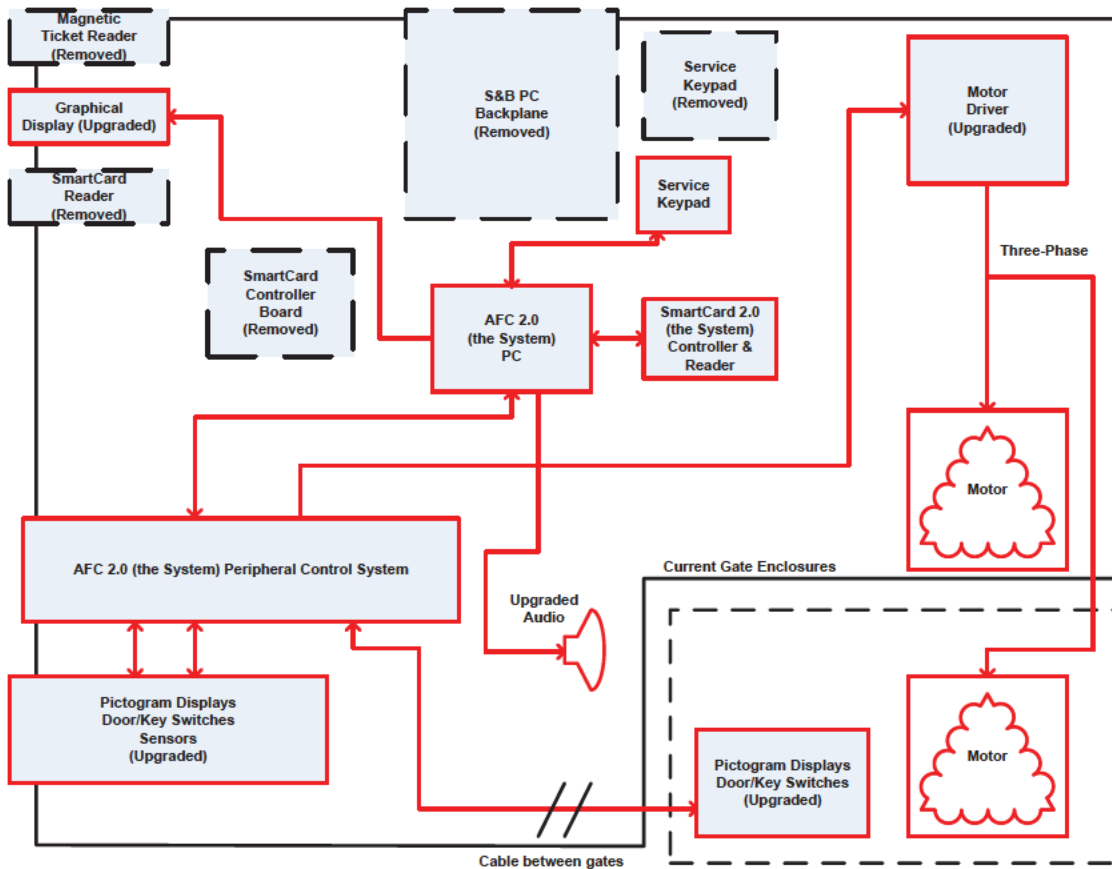 Magnetic
Ticket Reader
(Removed)
Graphical
Display (Upgraded)
SmartCard
Reader
(Removed)
S&B PC
Backplane
(Removed)
Service
Keypad
(Removed)
Service
Keypad
Motor
Driver
(Upgraded)
Three-Phase
SmartCard
Controller
Board
(Removed)
AFC 2.0
(the System)
PC
SmartCard 2.0
(the System)
Controller &
Reader
Motor
AFC 2.0 (the System) Peripheral Control System
Current Gate Enclosures
Upgraded
Audio
Pictogram Displays
Door/Key Switches
Sensors
(Upgraded)
Pictogram Displays
Door/Key Switches
(Upgraded)
Motor
Cable between gates